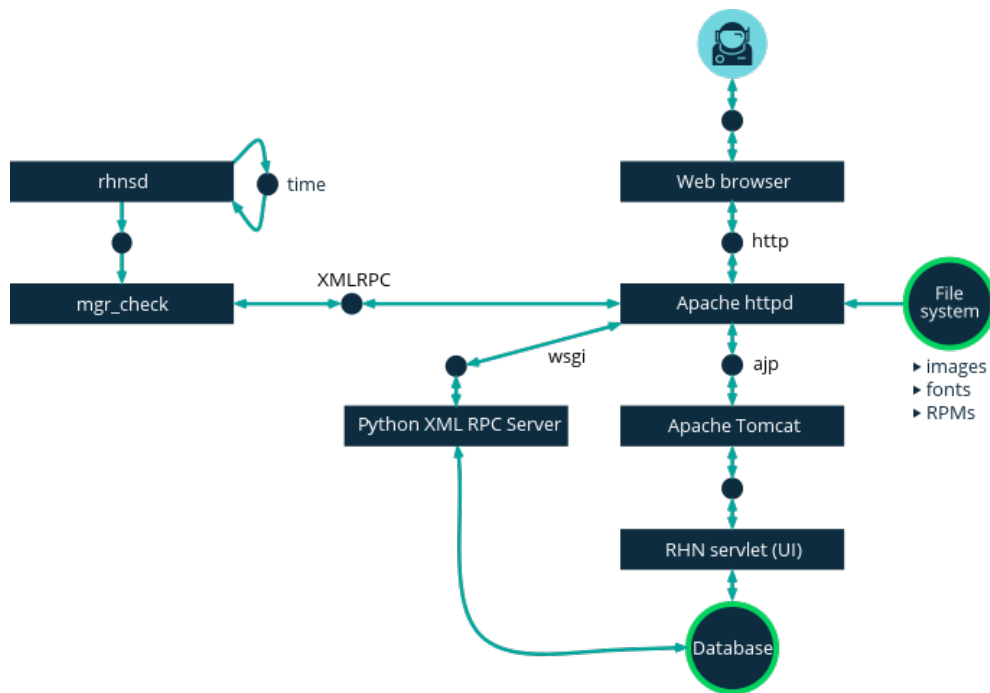 rhnsd
time
Web browser
http
XMLRPC
mgr_check
Apache httpd
File
system
wsgi
ajp
▸ images
▸ fonts
▸ RPMs
Python XML RPC Server
Apache Tomcat
RHN servlet (UI)
Database